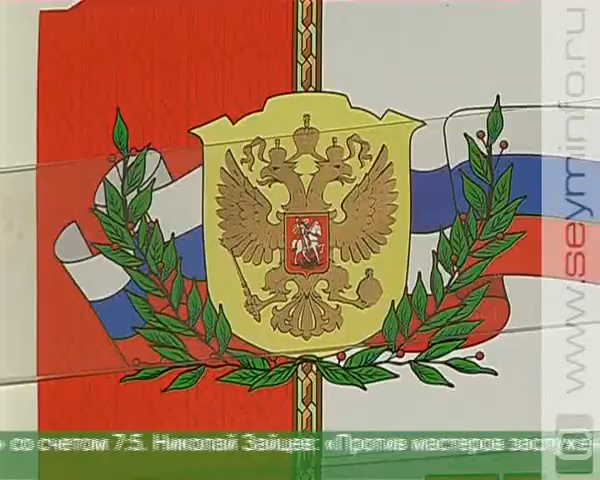 www.seyminfo.ru
» со счетом 7:5. Николай Зайцев: «Против мастеров